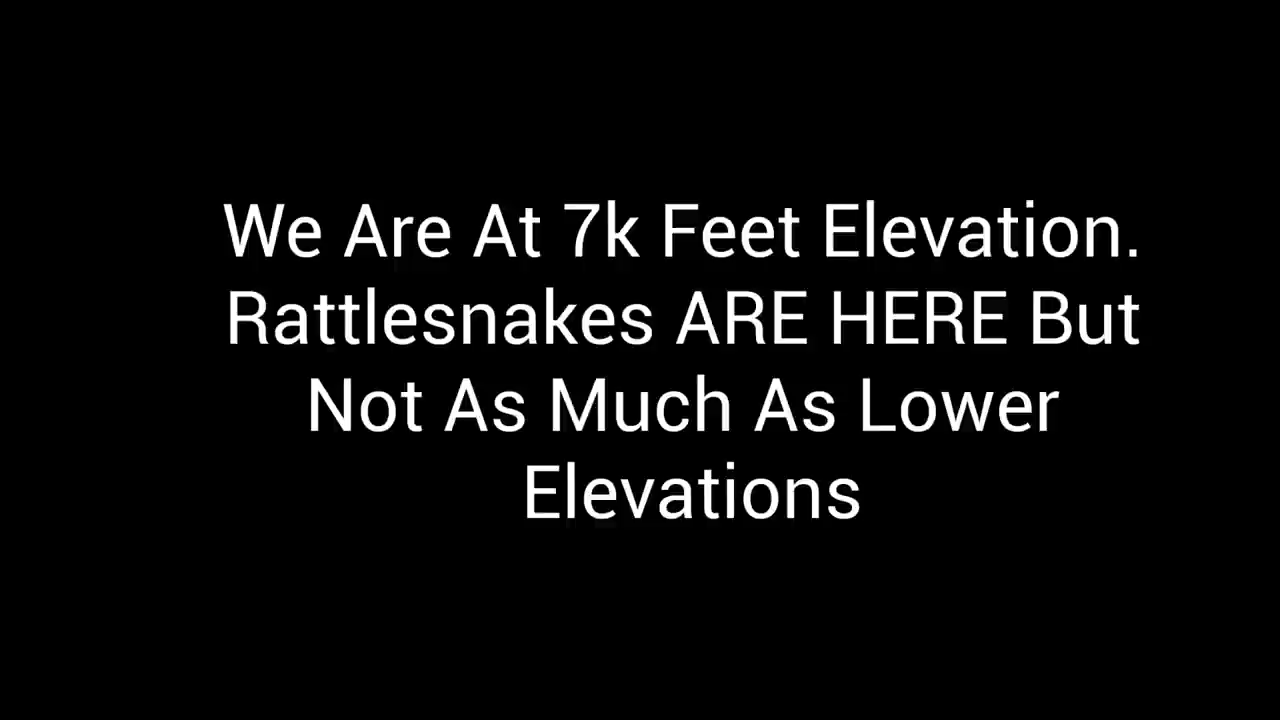 We Are At 7k Feet Elevation.
Rattlesnakes ARE HERE But
Not As Much As Lower
Elevations